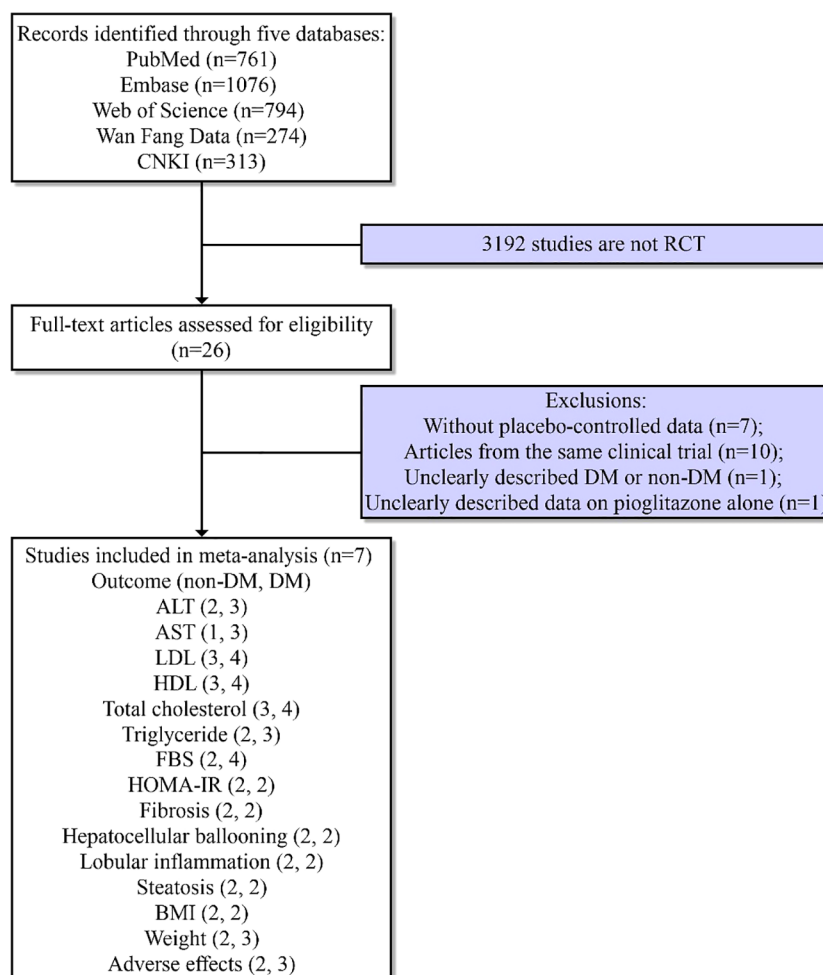 Records identified through five databases:
PubMed (n=761)
Embase (n=1076)
Web of Science (n=794)
Wan Fang Data (n=274)
CNKI (n=313)
3192 studies are not RCT
Full-text articles assessed for eligibility
(n=26)
Exclusions:
Without placebo-controlled data (n=7);
Articles from the same clinical trial (n=10);
Unclearly described DM or non-DM (n=1);
Unclearly described data on pioglitazone alone (n=1)
Studies included in meta-analysis (n=7)
Outcome (non-DM, DM)
ALT (2, 3)
AST (1, 3)
LDL (3, 4)
HDL (3, 4)
Total cholesterol (3, 4)
Triglyceride (2, 3)
FBS (2, 4)
HOMA-IR (2, 2)
Fibrosis (2, 2)
Hepatocellular ballooning (2, 2)
Lobular inflammation (2, 2)
Steatosis (2, 2)
BMI (2, 2)
Weight (2, 3)
Adverse effects (2, 3)